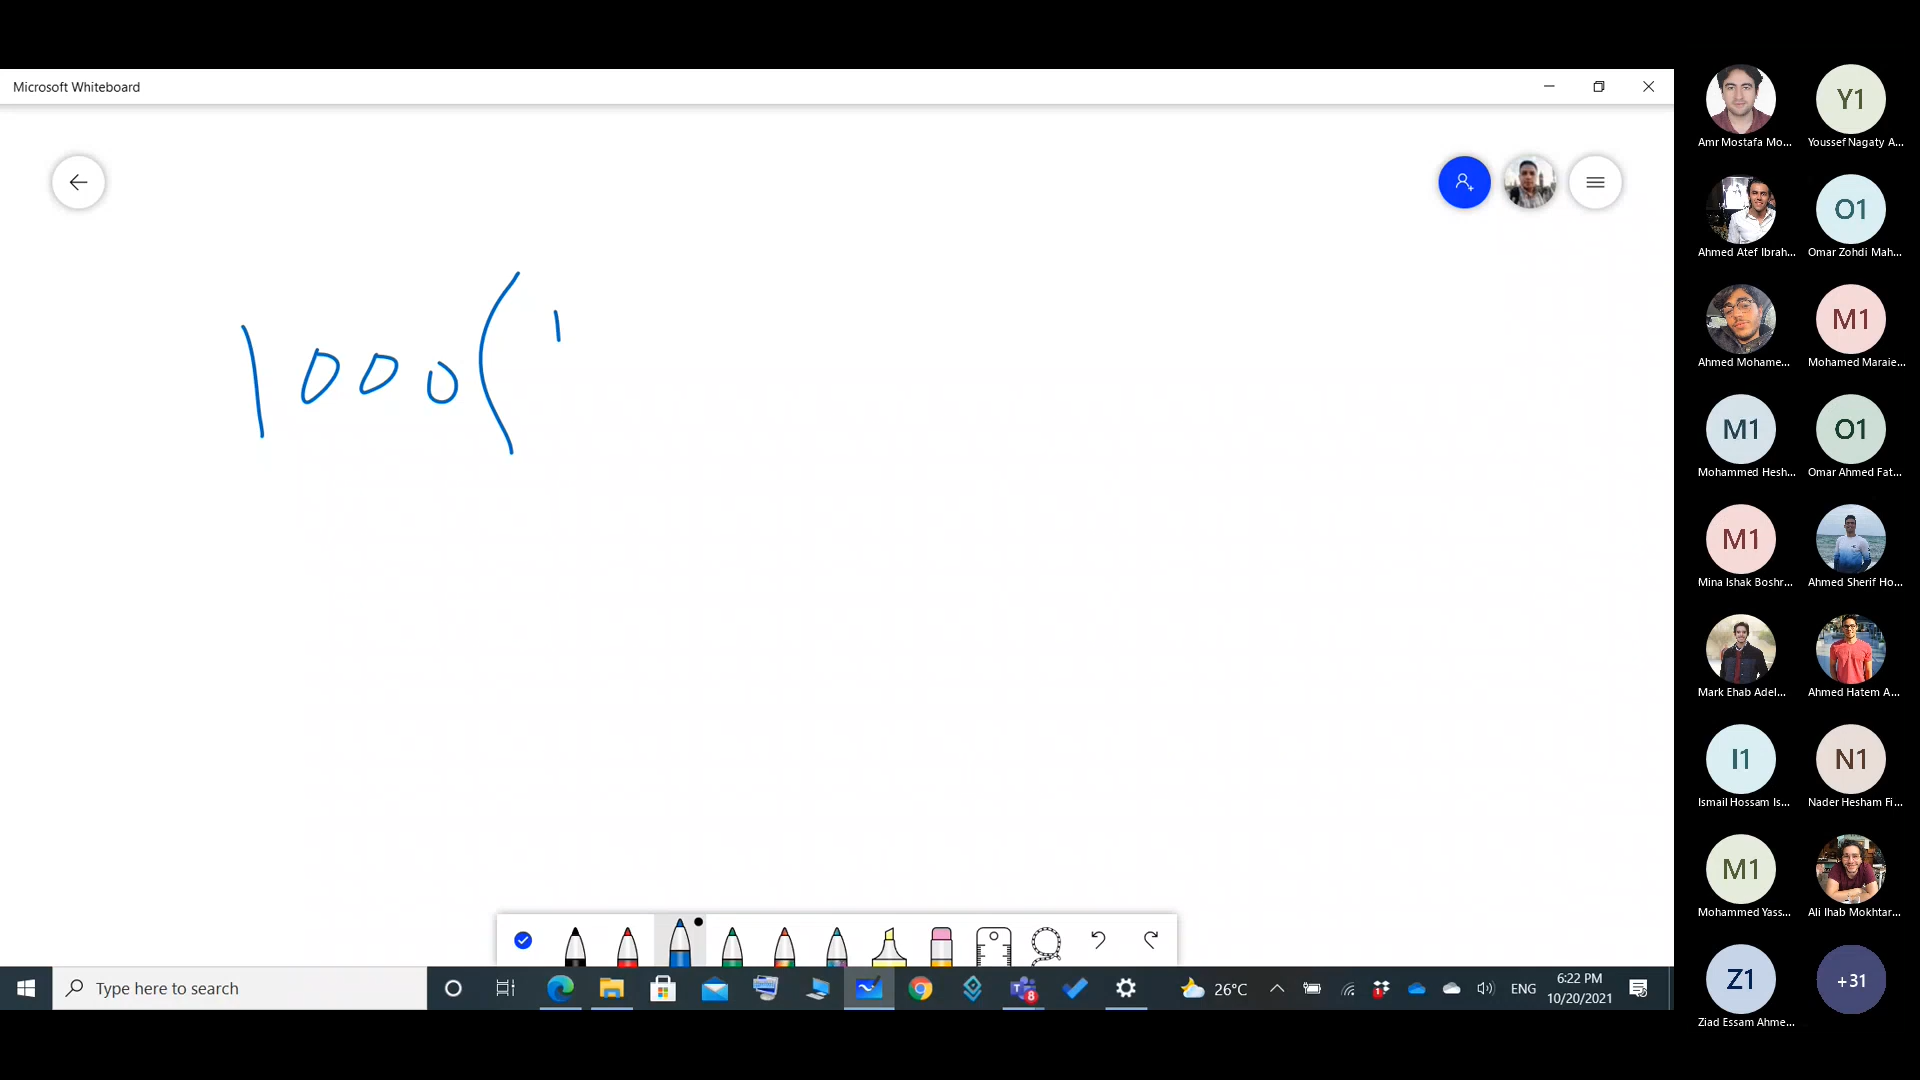 Microsoft Whiteboard
1000(1
Type here to search
8
1
26°C
ENG
6:22 PM
10/20/2021
Amr Mostafa Mo...
Y1
Youssef Nagaty A...
Ahmed Atef Ibrah...
O1
Omar Zohdi Mah...
Ahmed Mohame...
M1
Mohamed Maraie...
M1
Mohammed Hesh...
O1
Omar Ahmed Fat...
M1
Mina Ishak Boshr...
Ahmed Sherif Ho...
Mark Ehab Adel...
Ahmed Hatem A...
I1
Ismail Hossam Is...
N1
Nader Hesham Fi...
M1
Mohammed Yass...
Ali Ihab Mokhtar...
Z1
Ziad Essam Ahme...
+31